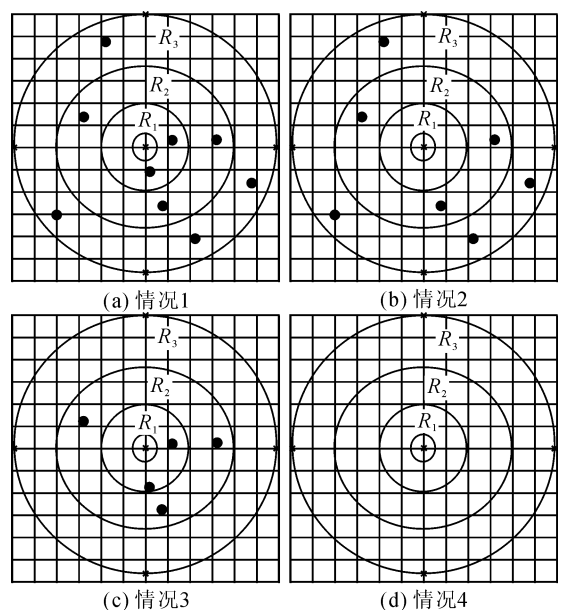 R₃
R₂
R₁
R₃
R₂
R₁
(a) 情况1
(b) 情况2
R₃
R₂
R₁
R₃
R₂
R₁
(c) 情况3
(d) 情况4